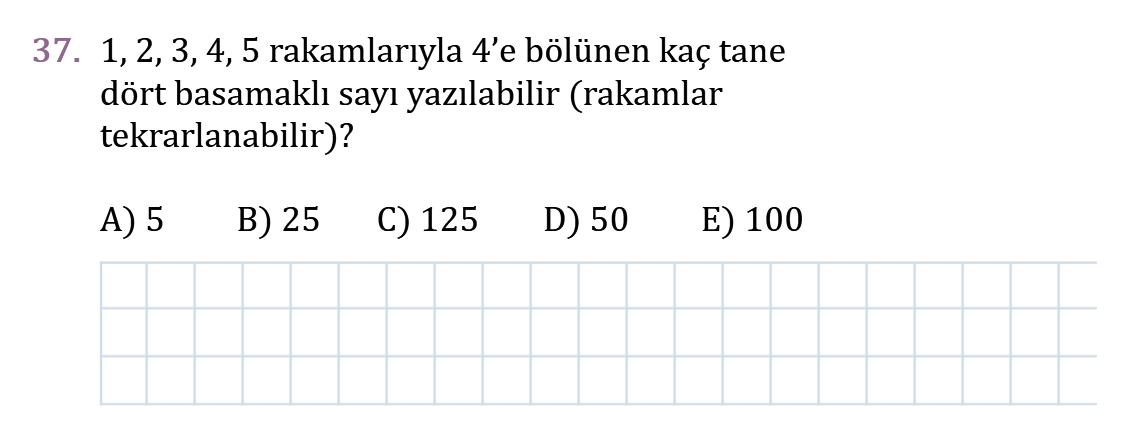 37. 1, 2, 3, 4, 5 rakamlarıyla 4’e bölünen kaç tane
dört basamaklı sayı yazılabilir (rakamlar
tekrarlanabilir)?
A) 5 B) 25 C) 125 D) 50 E) 100